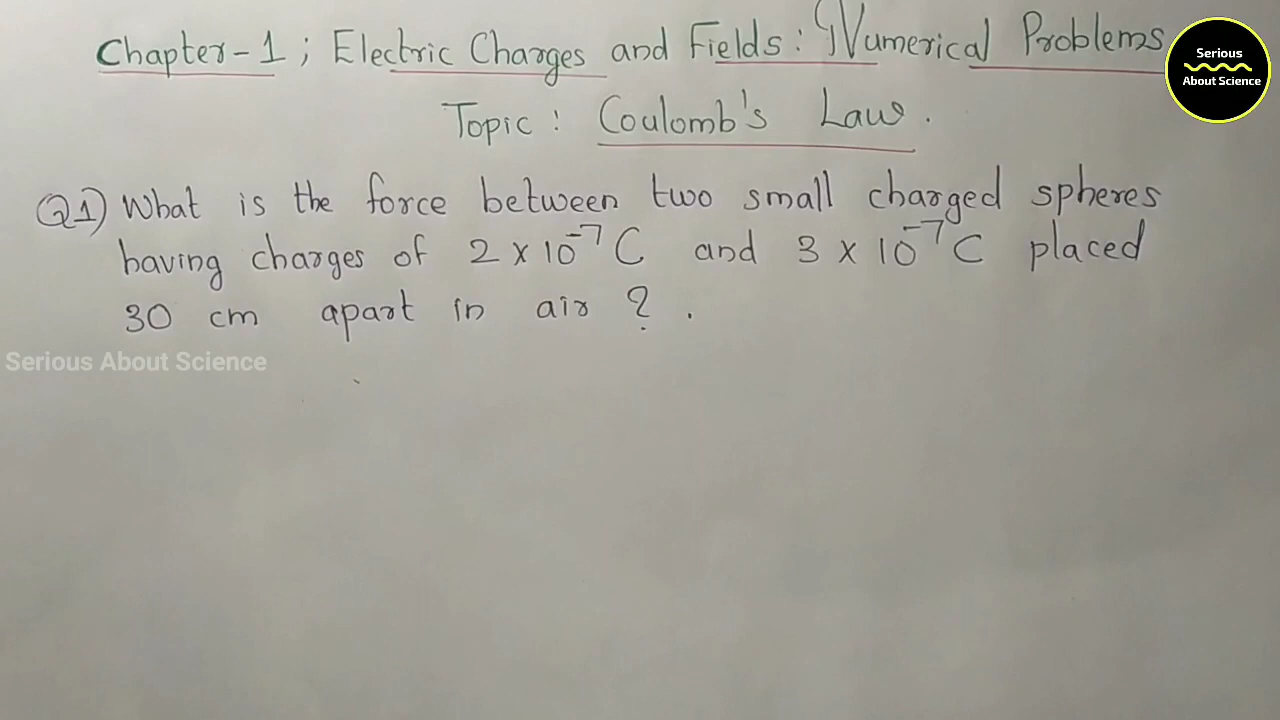 Chapter-1 ; Electric Charges and Fields : Numerical Problems
Serious
About Science
Topic : Coulomb's Law .
Q1) What is the force between two small charged spheres
having charges of 2 x 10⁻⁷ C and 3 x 10⁻⁷ C placed
30 cm apart in air ? .
Serious About Science